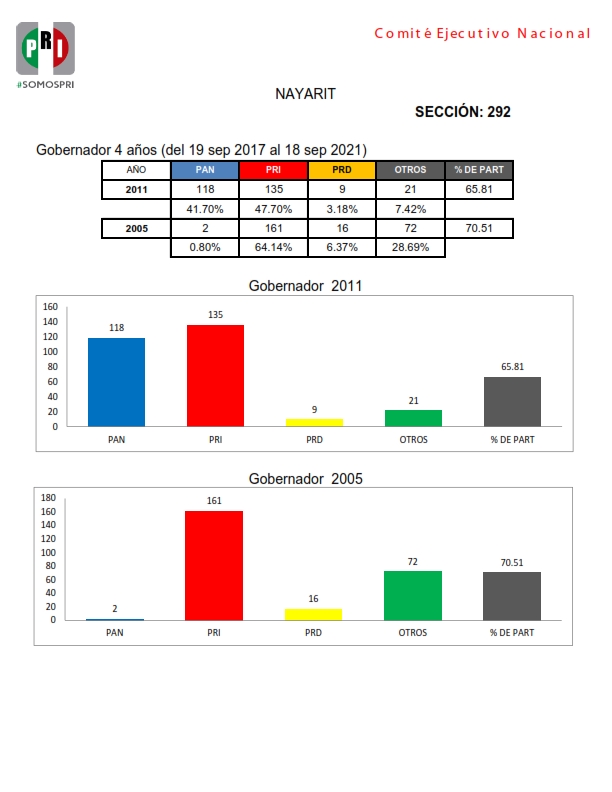 Comité Ejecutivo Nacional
PRI
#SOMOSPRI
NAYARIT
SECCIÓN: 292
Gobernador 4 años (del 19 sep 2017 al 18 sep 2021)
AÑO PAN PRI PRD OTROS % DE PART
2011 118 135 9 21 65.81
41.70% 47.70% 3.18% 7.42%
2005 2 161 16 72 70.51
0.80% 64.14% 6.37% 28.69%
Gobernador 2011
160
140
120
100
80
60
40
20
0
118
135
9
21
65.81
PAN PRI PRD OTROS % DE PART
Gobernador 2005
180
160
140
120
100
80
60
40
20
0
2
161
16
72
70.51
PAN PRI PRD OTROS % DE PART